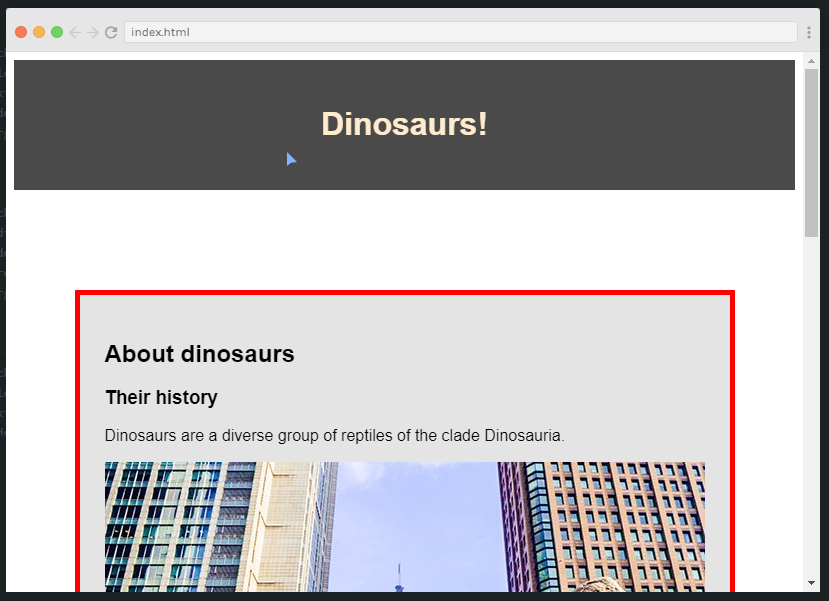 index.html
Dinosaurs!
About dinosaurs
Their history
Dinosaurs are a diverse group of reptiles of the clade Dinosauria.